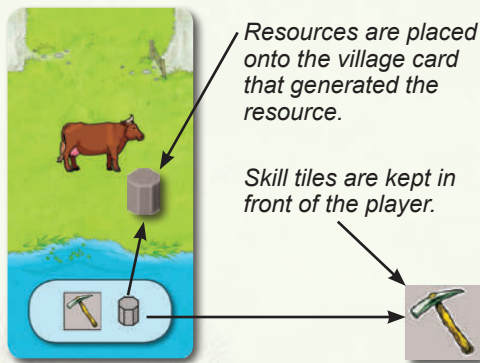 Resources are placed
onto the village card
that generated the
resource.
Skill tiles are kept in
front of the player.